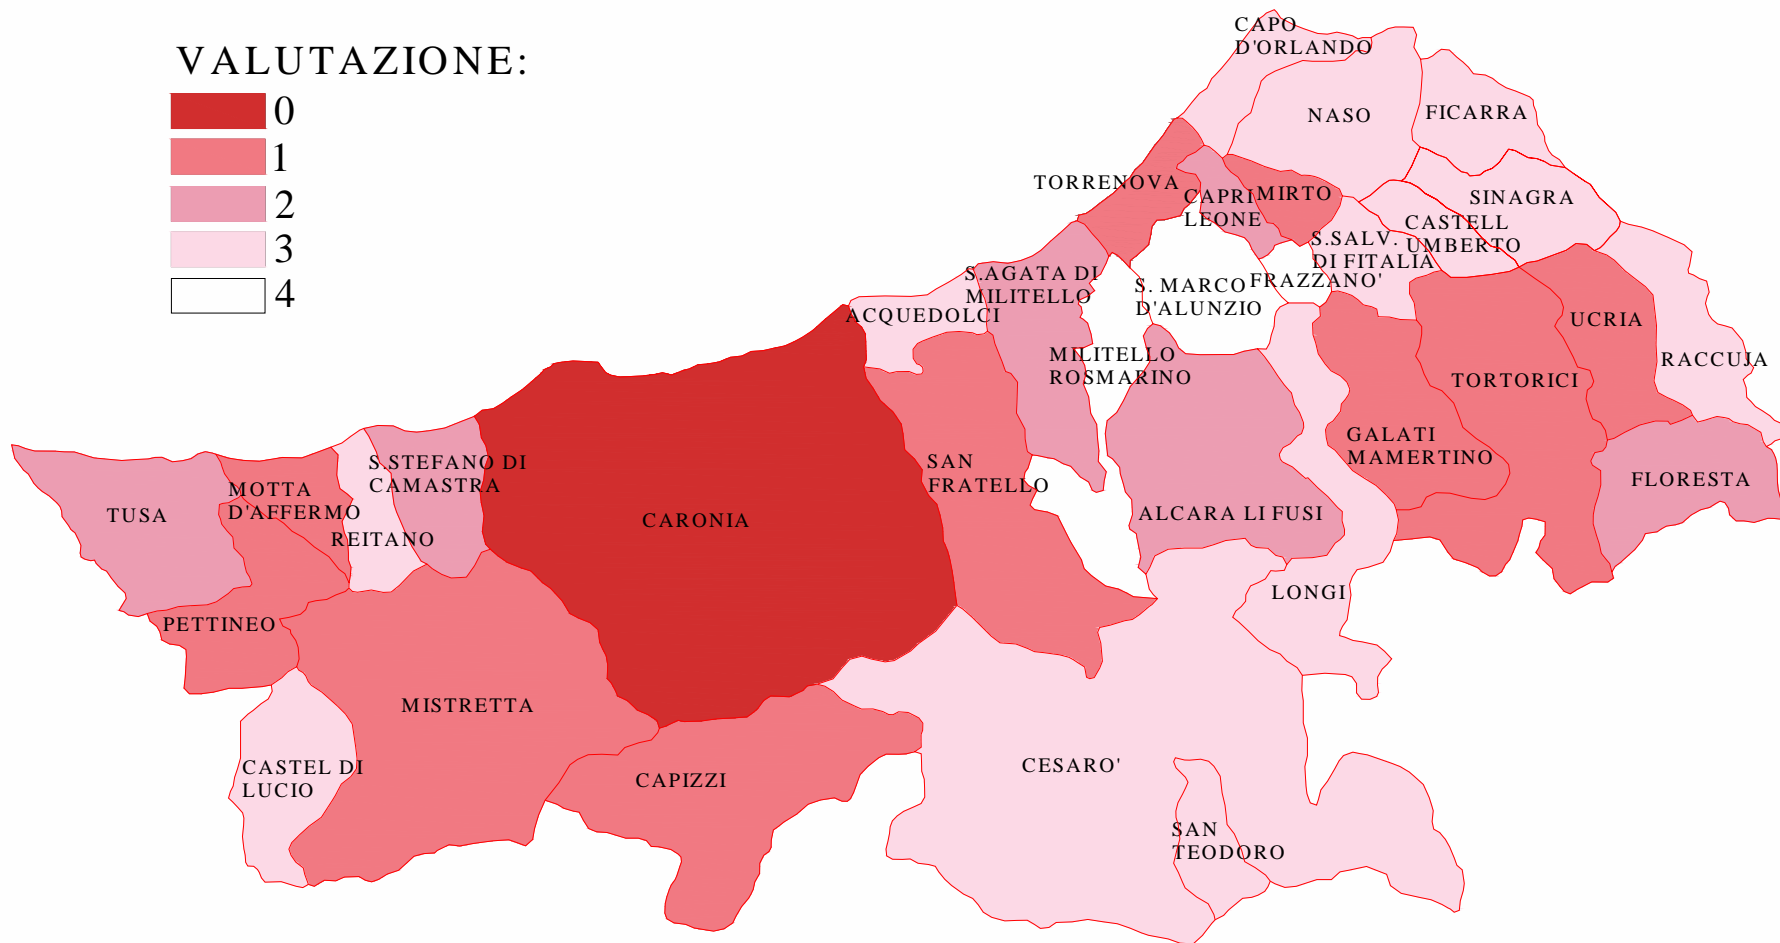 VALUTAZIONE:
0
1
2
3
4
CAPO
D'ORLANDO
NASO
FICARRA
TORRENOVA
CAPRI
LEONE
MIRTO
SINAGRA
CASTELL
UMBERTO
S.SALV.
DI FITALIA
S.AGATA DI
MILITELLO
S. MARCO
D'ALUNZIO
FRAZZANO'
ACQUEDOLCI
UCRIA
MILITELLO
ROSMARINO
RACCUJA
TORTORICI
GALATI
MAMERTINO
S.STEFANO DI
CAMASTRA
SAN
FRATELLO
FLORESTA
MOTTA
D'AFFERMO
TUSA
REITANO
CARONIA
ALCARA LI FUSI
LONGI
PETTINEO
MISTRETTA
CASTEL DI
LUCIO
CAPIZZI
CESARO'
SAN
TEODORO